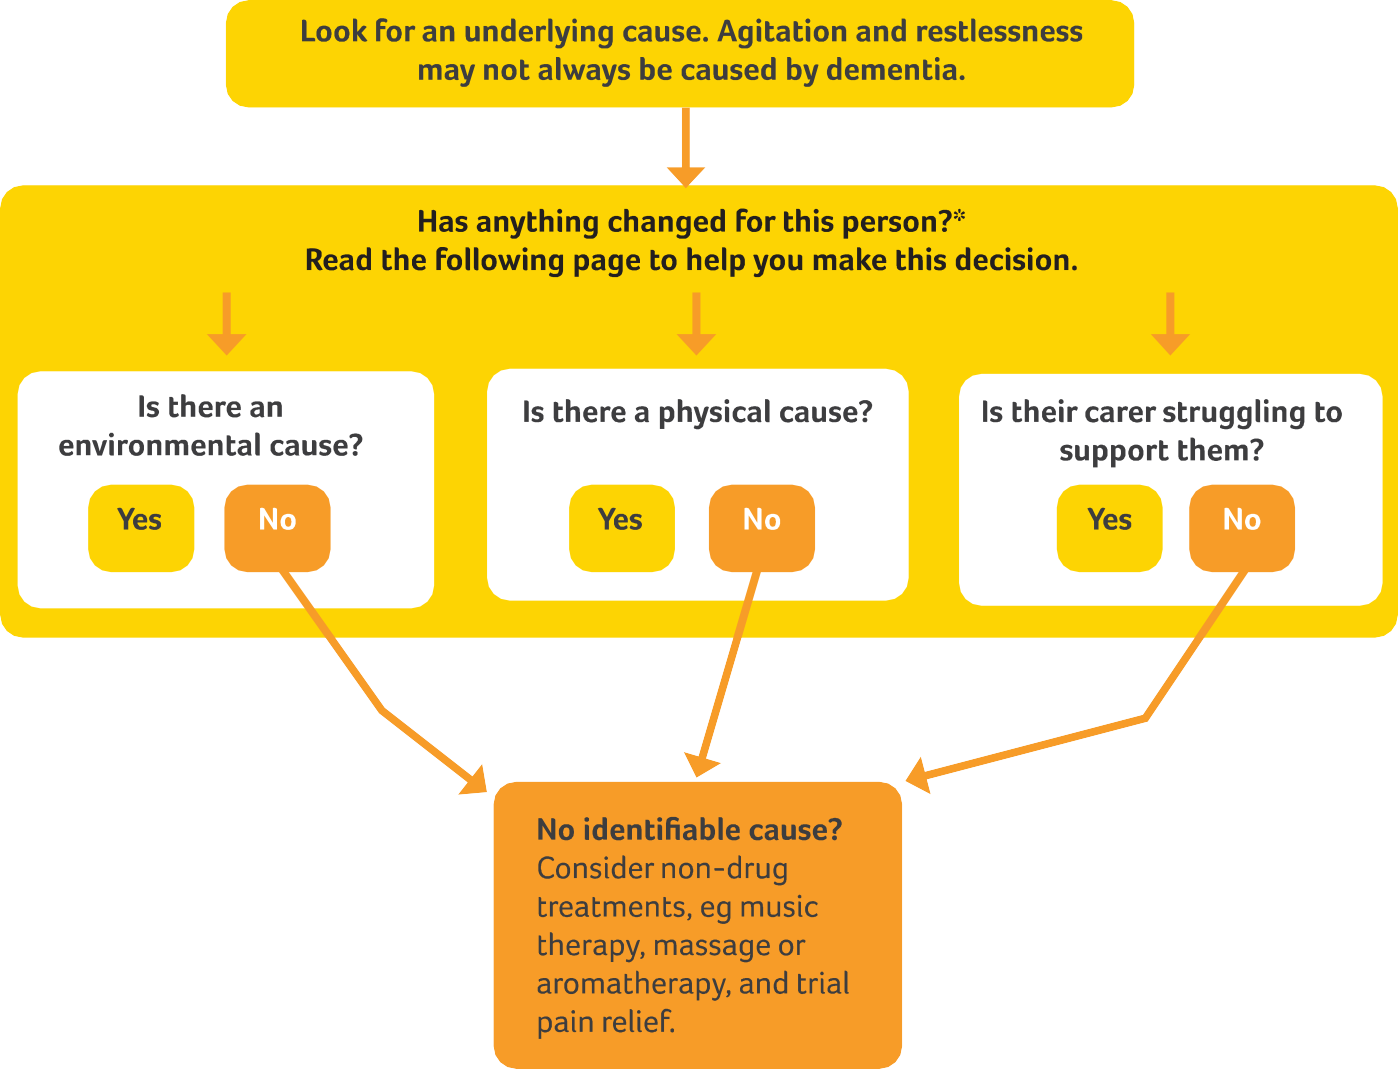 Look for an underlying cause. Agitation and restlessness
may not always be caused by dementia.
Has anything changed for this person?*
Read the following page to help you make this decision.
Is there an
environmental cause?
Yes
No
Is there a physical cause?
Yes
No
Is their carer struggling to
support them?
Yes
No
No identifiable cause?
Consider non-drug
treatments, eg music
therapy, massage or
aromatherapy, and trial
pain relief.